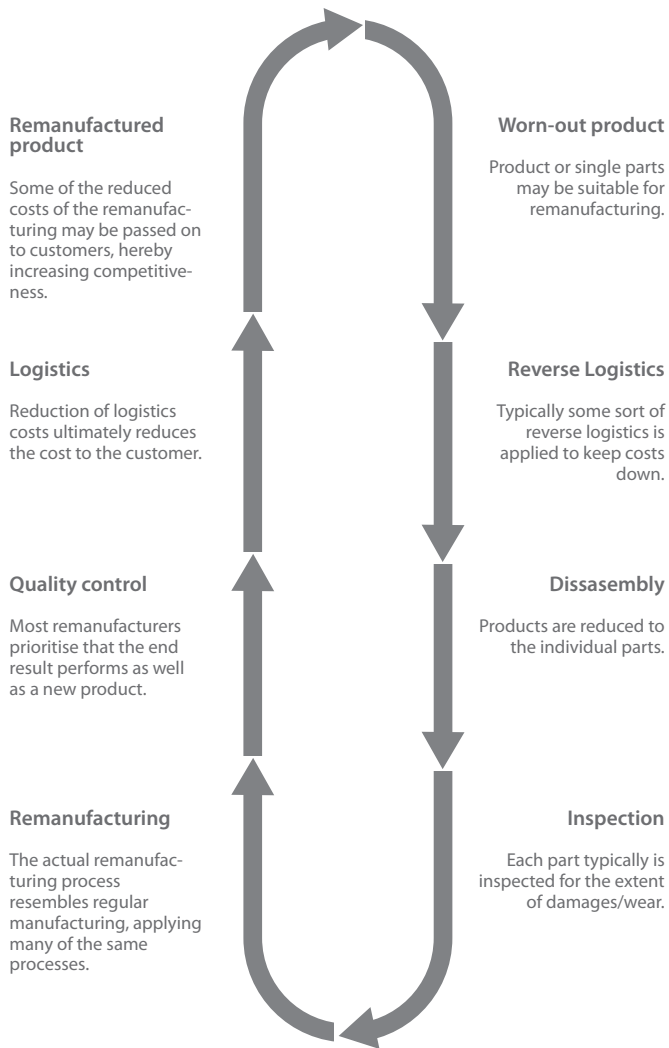 Remanufactured
product
Some of the reduced
costs of the remanufac-
turing may be passed on
to customers, hereby
increasing competitive-
ness.
Logistics
Reduction of logistics
costs ultimately reduces
the cost to the customer.
Quality control
Most remanufacturers
prioritise that the end
result performs as well
as a new product.
Remanufacturing
The actual remanufac-
turing process
resembles regular
manufacturing, applying
many of the same
processes.
Worn-out product
Product or single parts
may be suitable for
remanufacturing.
Reverse Logistics
Typically some sort of
reverse logistics is
applied to keep costs
down.
Dissasembly
Products are reduced to
the individual parts.
Inspection
Each part typically is
inspected for the extent
of damages/wear.